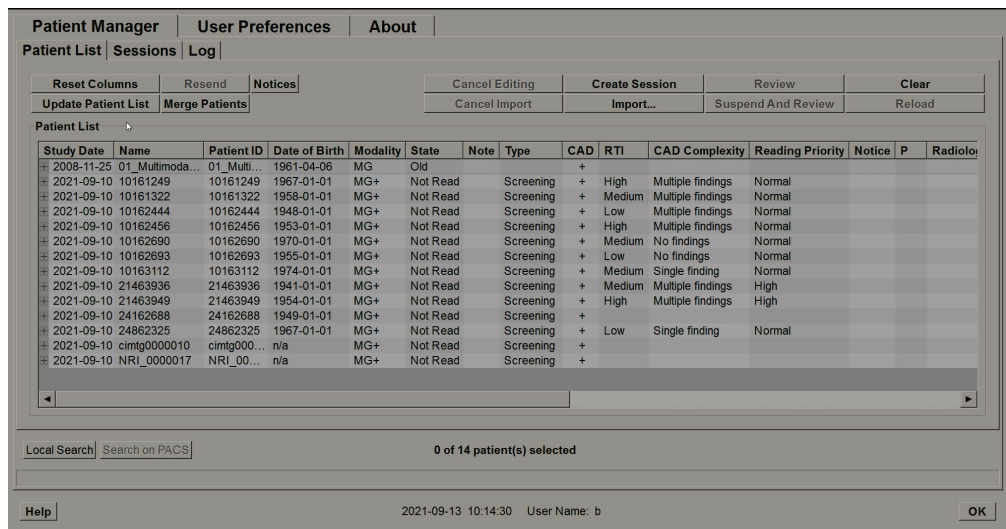 Patient Manager User Preferences About
Patient List Sessions Log
Reset Columns Resend Notices Cancel Editing Create Session Review Clear
Update Patient List Merge Patients Cancel Import Import... Suspend And Review Reload
Patient List
Study Date Name Patient ID Date of Birth Modality State Note Type CAD RTI CAD Complexity Reading Priority Notice P Radiolo
+ 2008-11-25 01_Multimoda... 01_Multi... 1961-04-06 MG Old +
+ 2021-09-10 10161249 10161249 1967-01-01 MG+ Not Read Screening + High Multiple findings Normal
+ 2021-09-10 10161322 10161322 1958-01-01 MG+ Not Read Screening + Medium Multiple findings Normal
+ 2021-09-10 10162444 10162444 1948-01-01 MG+ Not Read Screening + Low Multiple findings Normal
+ 2021-09-10 10162456 10162456 1953-01-01 MG+ Not Read Screening + High Multiple findings Normal
+ 2021-09-10 10162690 10162690 1970-01-01 MG+ Not Read Screening + Medium No findings Normal
+ 2021-09-10 10162693 10162693 1955-01-01 MG+ Not Read Screening + Low No findings Normal
+ 2021-09-10 10163112 10163112 1974-01-01 MG+ Not Read Screening + Medium Single finding Normal
+ 2021-09-10 21463936 21463936 1941-01-01 MG+ Not Read Screening + Medium Multiple findings High
+ 2021-09-10 21463949 21463949 1954-01-01 MG+ Not Read Screening + High Multiple findings High
+ 2021-09-10 24162688 24162688 1949-01-01 MG+ Not Read Screening +
+ 2021-09-10 24862325 24862325 1967-01-01 MG+ Not Read Screening + Low Single finding Normal
+ 2021-09-10 cimtg0000010 cimtg000... n/a MG+ Not Read Screening +
+ 2021-09-10 NRI_0000017 NRI_00... n/a MG+ Not Read Screening +
Local Search Search on PACS 0 of 14 patient(s) selected
Help 2021-09-13 10:14:30 User Name: b OK